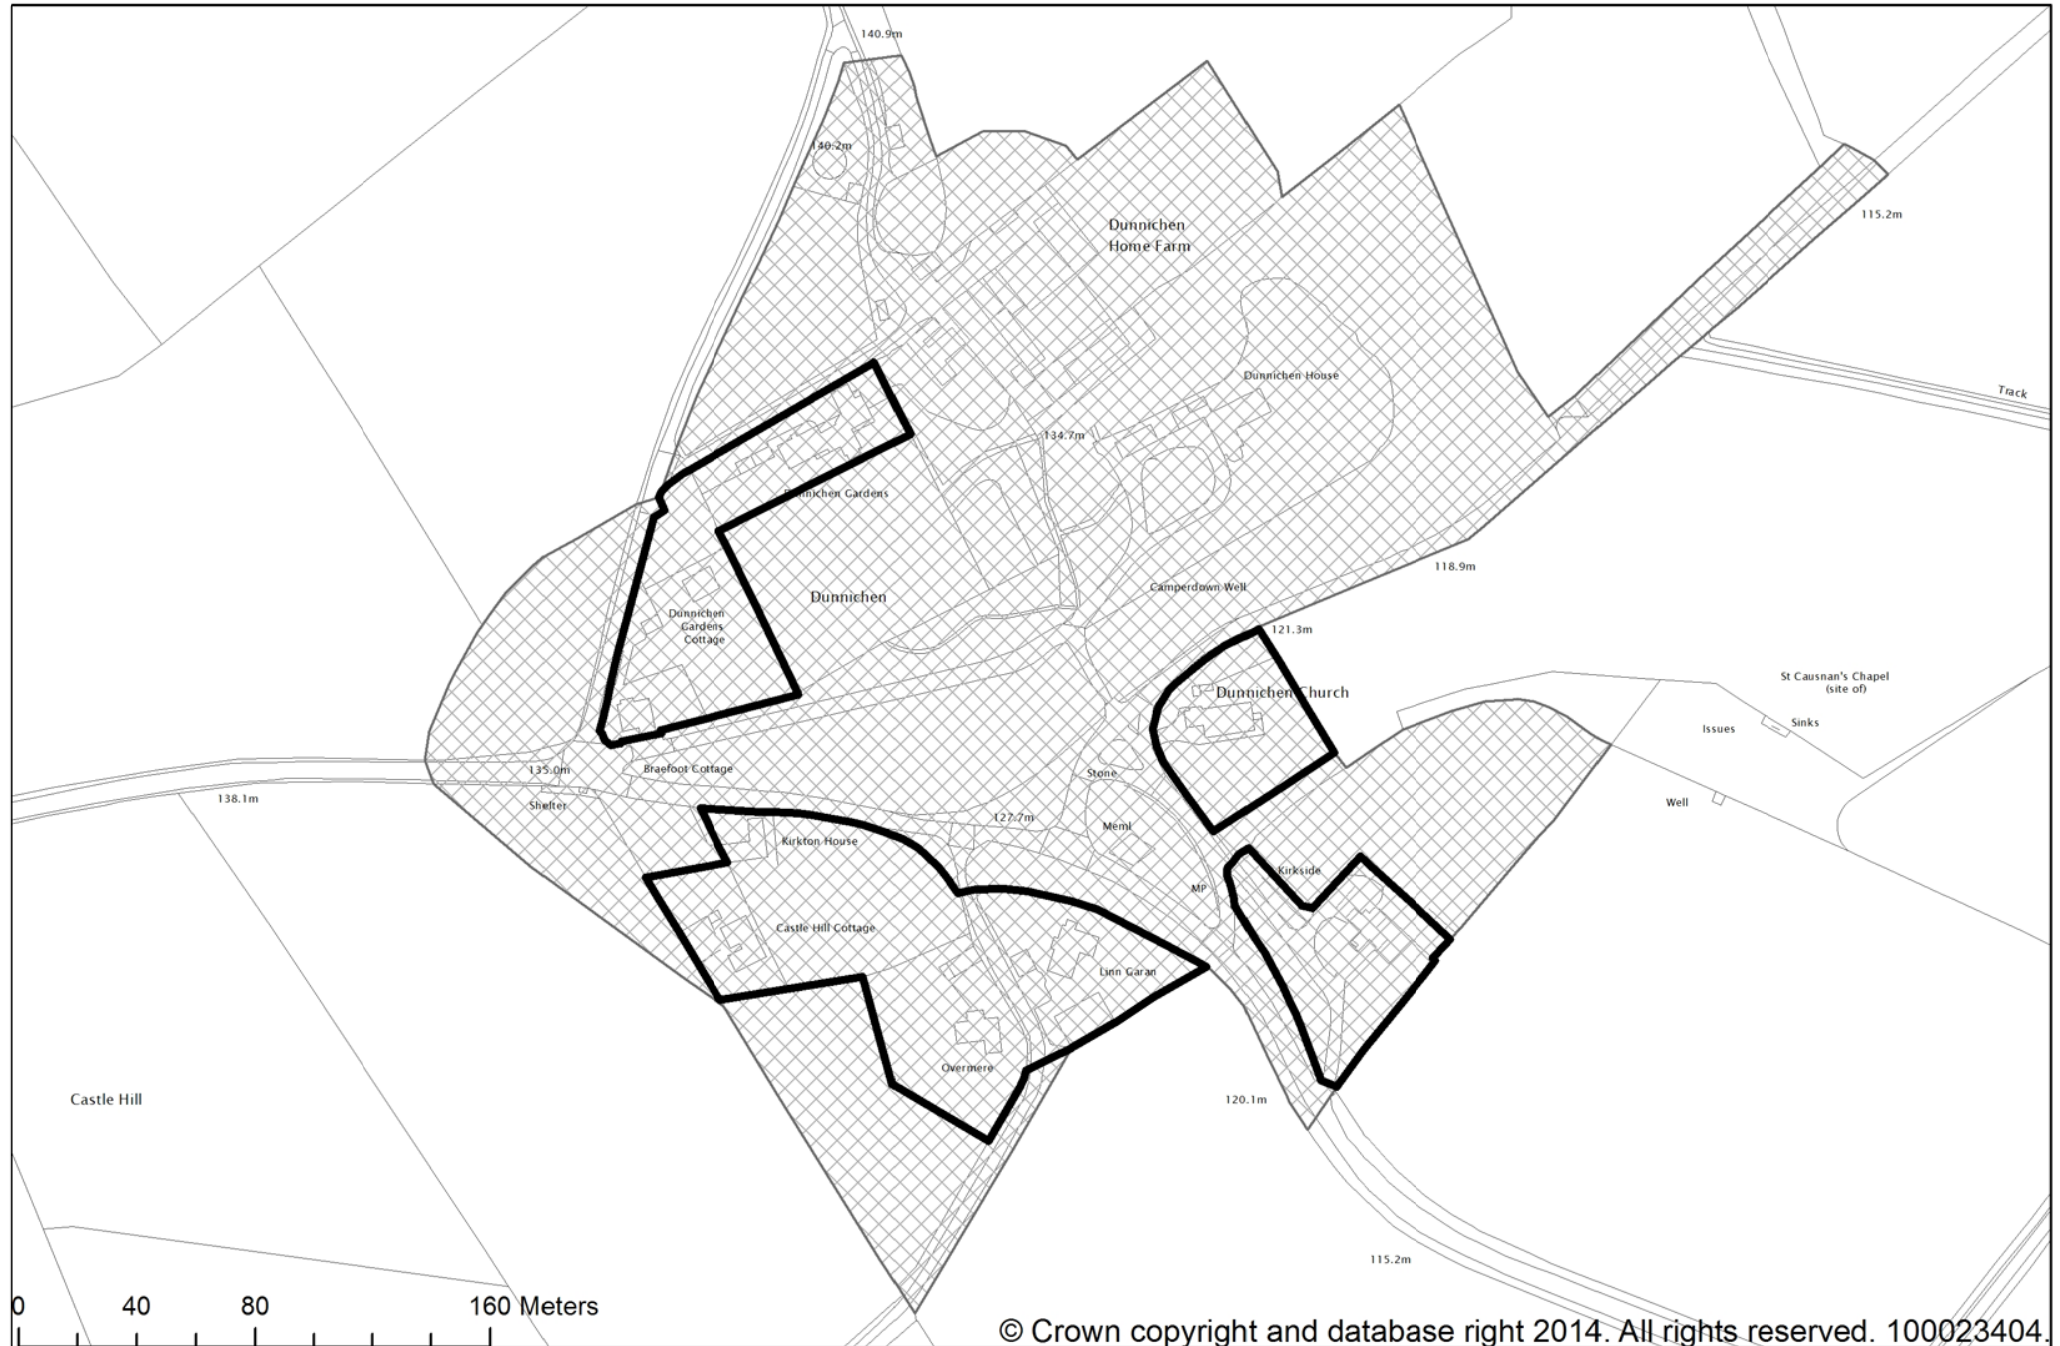 140.9m
140.2m
Dunnichen
Home Farm
115.2m
Dunnichen House
Track
134.7m
Dunnichen Gardens
118.9m
Camperdown Well
Dunnichen
Dunnichen
Gardens
Cottage
121.3m
Dunnichen Church
St Causnan's Chapel
(site of)
Issues
Sinks
135.0m
Braefoot Cottage
Stone
138.1m
Shelter
Well
127.7m
Meml
Kirkton House
Kirkside
MP
Castle Hill Cottage
Linn Garan
Overmere
Castle Hill
120.1m
115.2m
0 40 80 160 Meters
© Crown copyright and database right 2014. All rights reserved. 100023404.